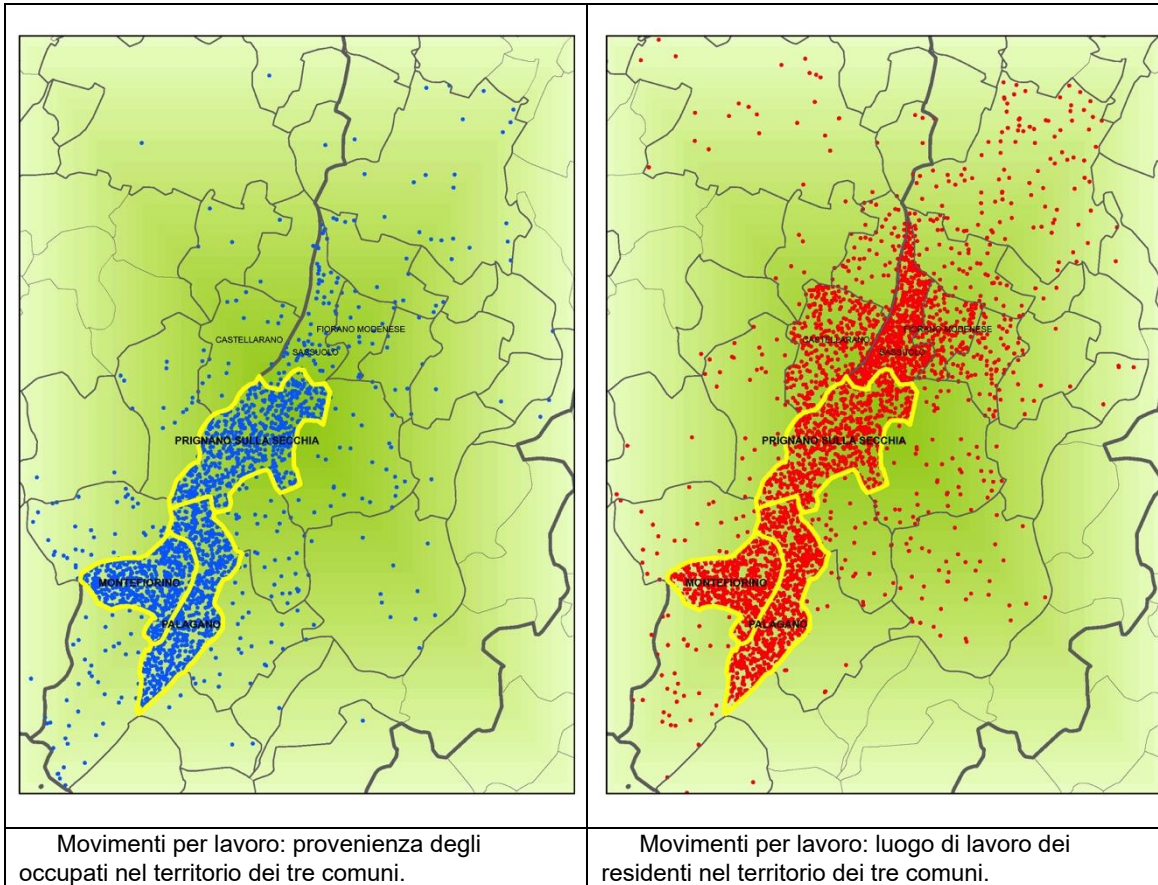 CASTELLARANO
FIORANO MODENESE
SASSUOLO
PRIGNANO SULLA SECCHIA
MONTEFIORINO
PALAGANO
CASTELLARANO
FIORANO MODENESE
SASSUOLO
PRIGNANO SULLA SECCHIA
MONTEFIORINO
PALAGANO
Movimenti per lavoro: provenienza degli
occupati nel territorio dei tre comuni.
Movimenti per lavoro: luogo di lavoro dei
residenti nel territorio dei tre comuni.